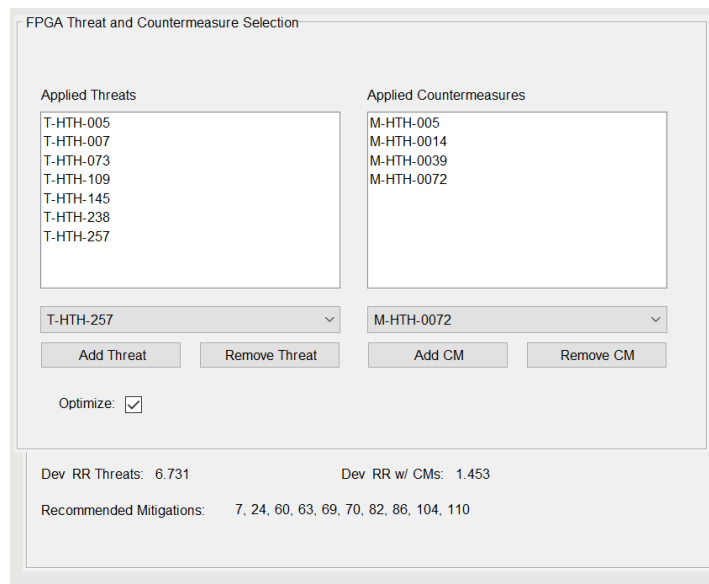 FPGA Threat and Countermeasure Selection
Applied Threats
T-HTH-005
T-HTH-007
T-HTH-073
T-HTH-109
T-HTH-145
T-HTH-238
T-HTH-257
T-HTH-257
Add Threat Remove Threat
Applied Countermeasures
M-HTH-005
M-HTH-0014
M-HTH-0039
M-HTH-0072
M-HTH-0072
Add CM Remove CM
Optimize:
Dev RR Threats: 6.731 Dev RR w/ CMs: 1.453
Recommended Mitigations: 7, 24, 60, 63, 69, 70, 82, 86, 104, 110